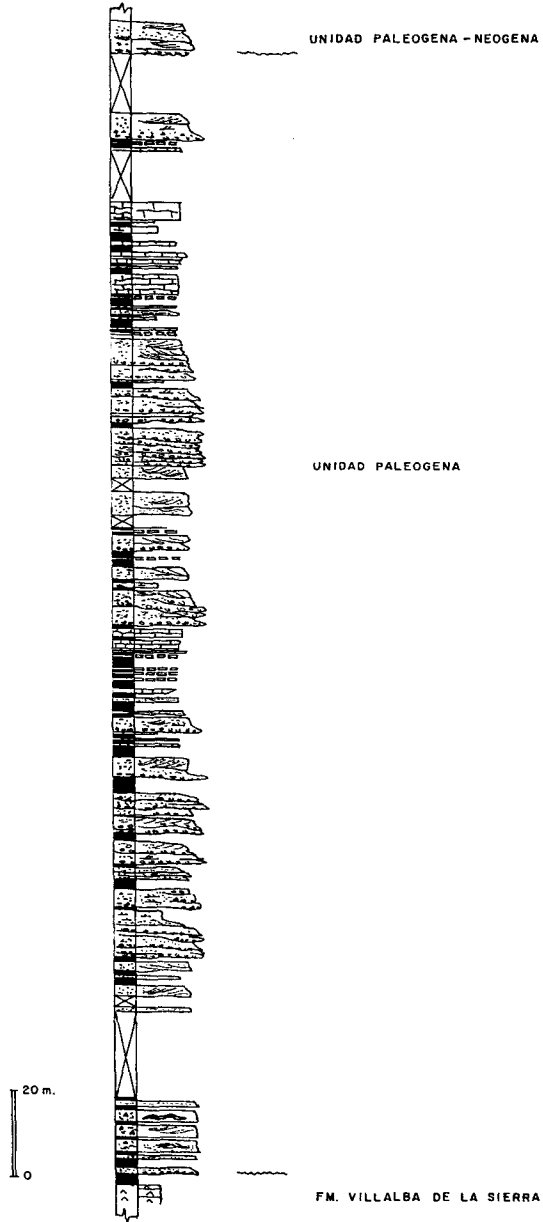 UNIDAD PALEOGENA - NEOGENA
UNIDAD PALEOGENA
20 m.
0
FM. VILLALBA DE LA SIERRA